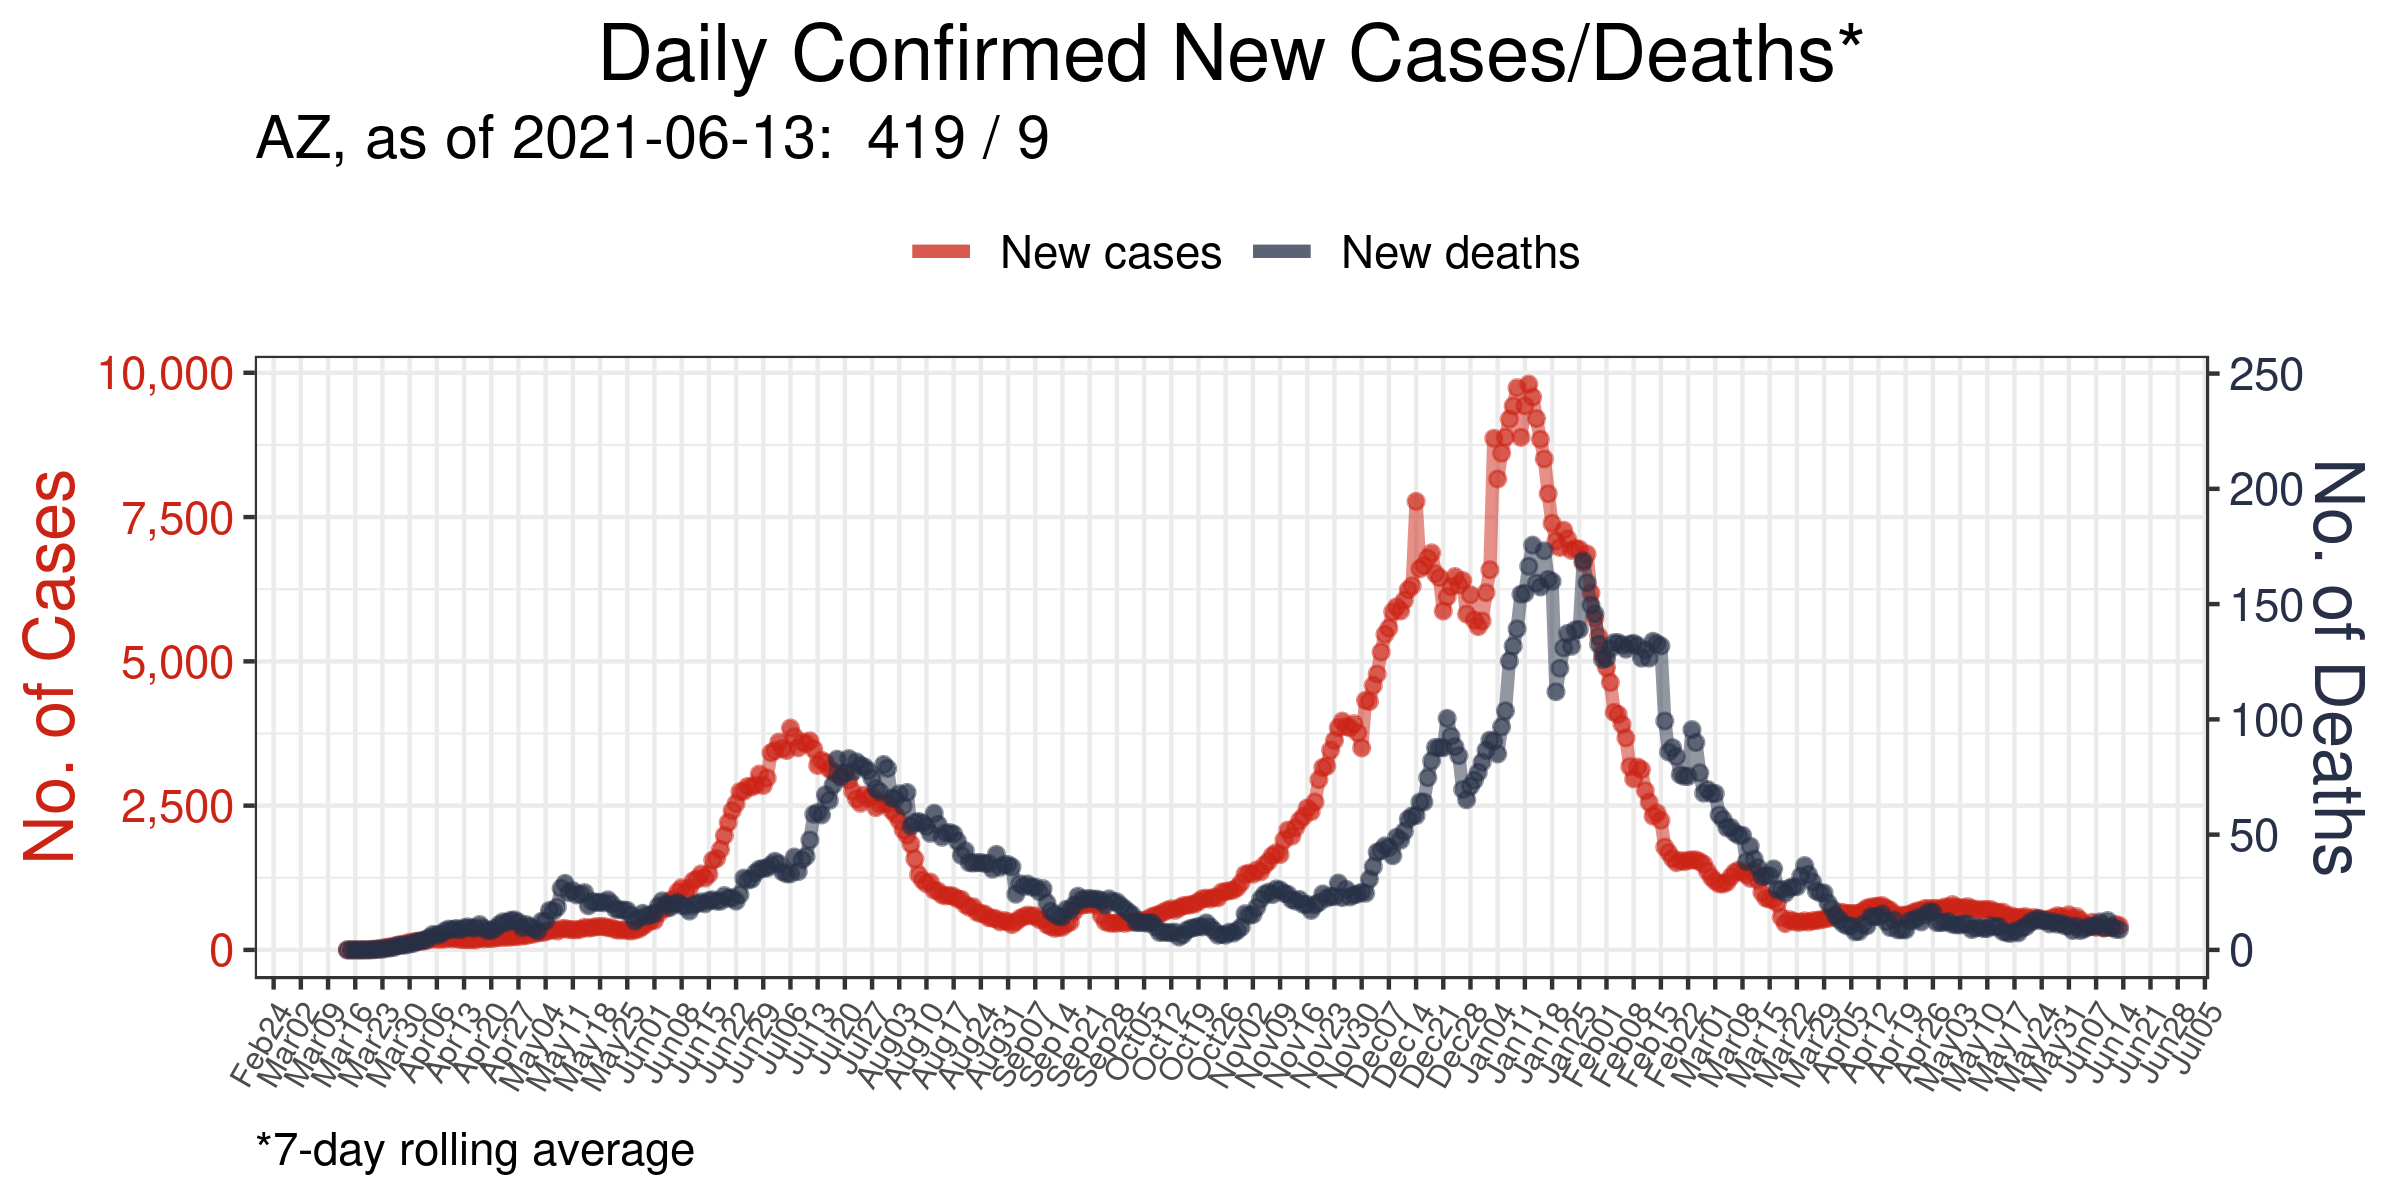 Daily Confirmed New Cases/Deaths*
AZ, as of 2021-06-13:  419 / 9
New cases
New deaths
No. of Cases
10,000
7,500
5,000
2,500
0
250
200
150
100
50
0
No. of Deaths
Feb24
Mar02
Mar09
Mar16
Mar23
Mar30
Apr06
Apr13
Apr20
Apr27
May04
May11
May18
May25
Jun01
Jun08
Jun15
Jun22
Jun29
Jul06
Jul13
Jul20
Jul27
Aug03
Aug10
Aug17
Aug24
Aug31
Sep07
Sep14
Sep21
Sep28
Oct05
Oct12
Oct19
Oct26
Nov02
Nov09
Nov16
Nov23
Nov30
Dec07
Dec14
Dec21
Dec28
Jan04
Jan11
Jan18
Jan25
Feb01
Feb08
Feb15
Feb22
Mar01
Mar08
Mar15
Mar22
Mar29
Apr05
Apr12
Apr19
Apr26
May03
May10
May17
May24
May31
Jun07
Jun14
Jun21
Jun28
Jul05
*7-day rolling average